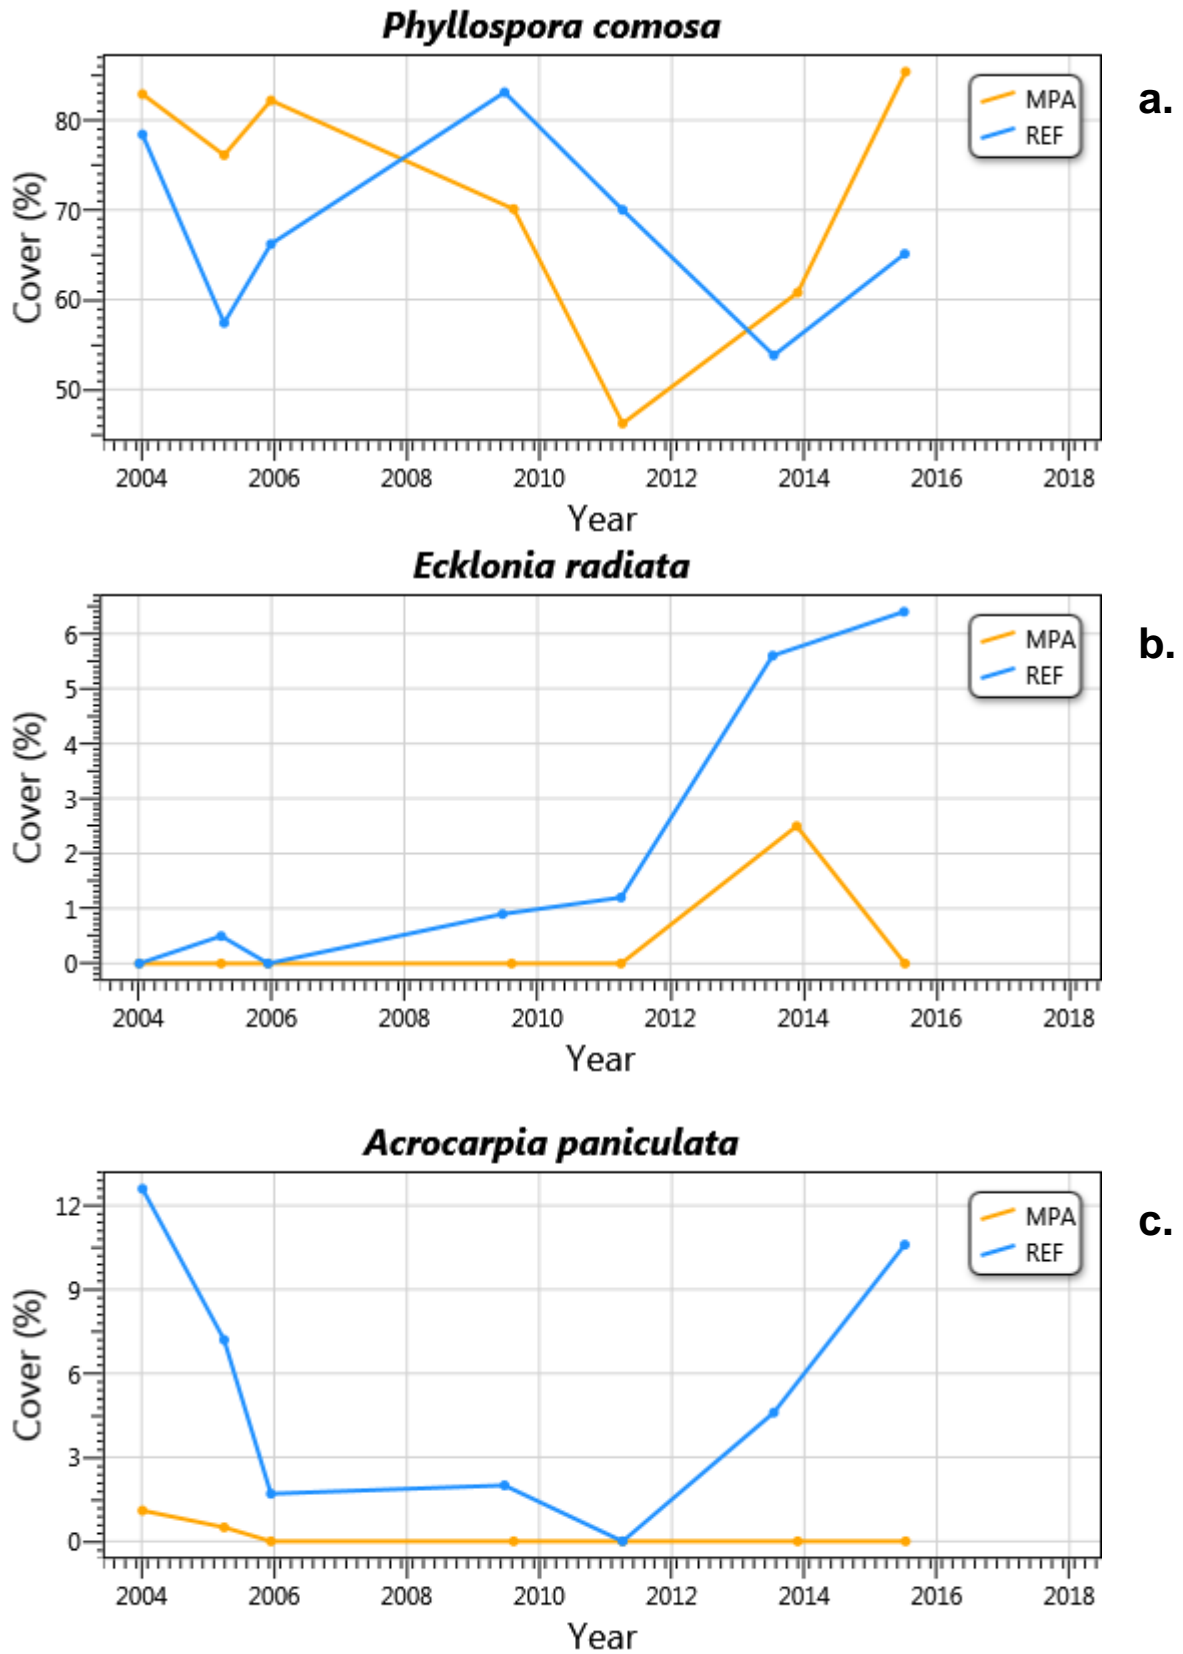 Phyllospora comosa
a.
MPA
REF
80
70
60
50
Cover (%)
2004 2006 2008 2010 2012 2014 2016 2018
Year
Ecklonia radiata
b.
MPA
REF
6
5
4
3
2
1
0
Cover (%)
2004 2006 2008 2010 2012 2014 2016 2018
Year
Acrocarpia paniculata
c.
MPA
REF
12
9
6
3
0
Cover (%)
2004 2006 2008 2010 2012 2014 2016 2018
Year